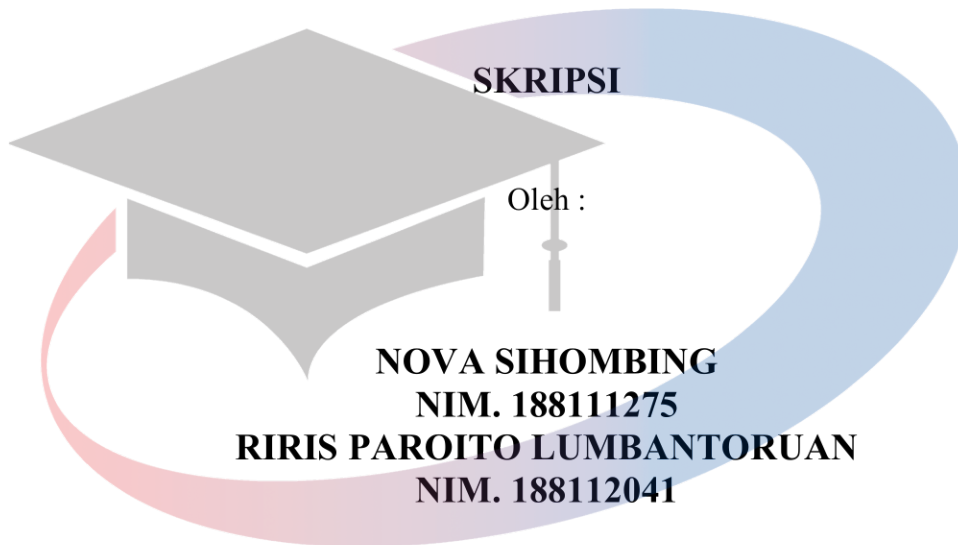 SKRIPSI
Oleh :
NOVA SIHOMBING
NIM. 188111275
RIRIS PAROITO LUMBANTORUAN
NIM. 188112041